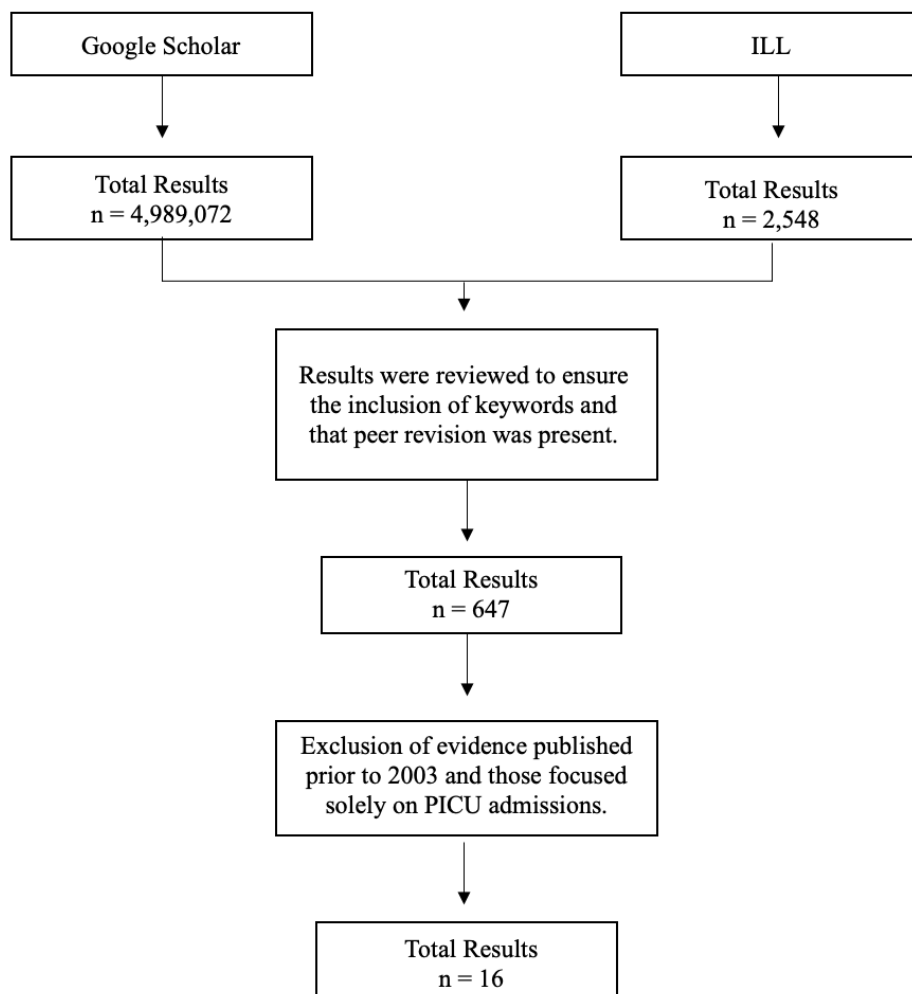 Google Scholar
ILL
Total Results
n = 4,989,072
Total Results
n = 2,548
Results were reviewed to ensure
the inclusion of keywords and
that peer revision was present.
Total Results
n = 647
Exclusion of evidence published
prior to 2003 and those focused
solely on PICU admissions.
Total Results
n = 16